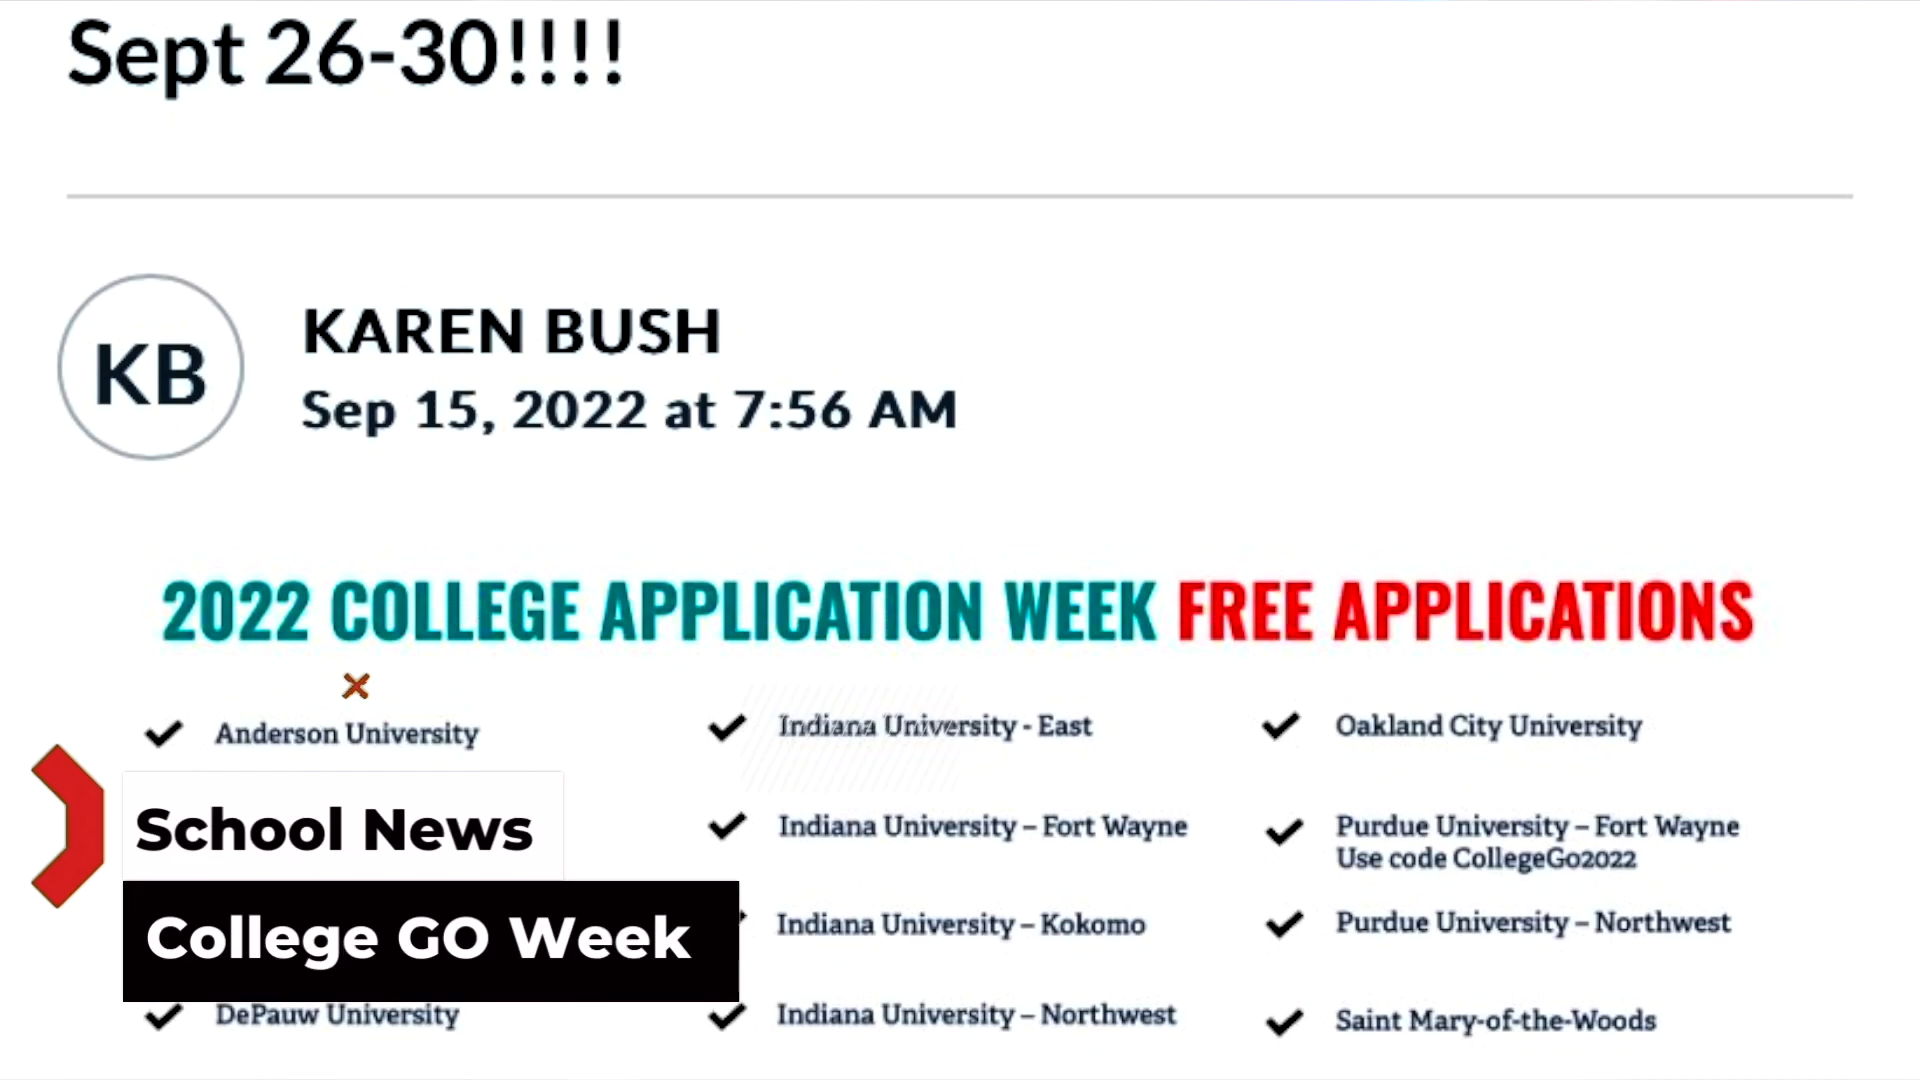 Sept 26-30!!!!
KB
KAREN BUSH
Sep 15, 2022 at 7:56 AM
2022 COLLEGE APPLICATION WEEK FREE APPLICATIONS
Anderson University
Indiana University - East
Oakland City University
School News
Indiana University – Fort Wayne
Purdue University – Fort Wayne
Use code CollegeGo2022
College GO Week
Indiana University – Kokomo
Purdue University – Northwest
DePauw University
Indiana University – Northwest
Saint Mary-of-the-Woods